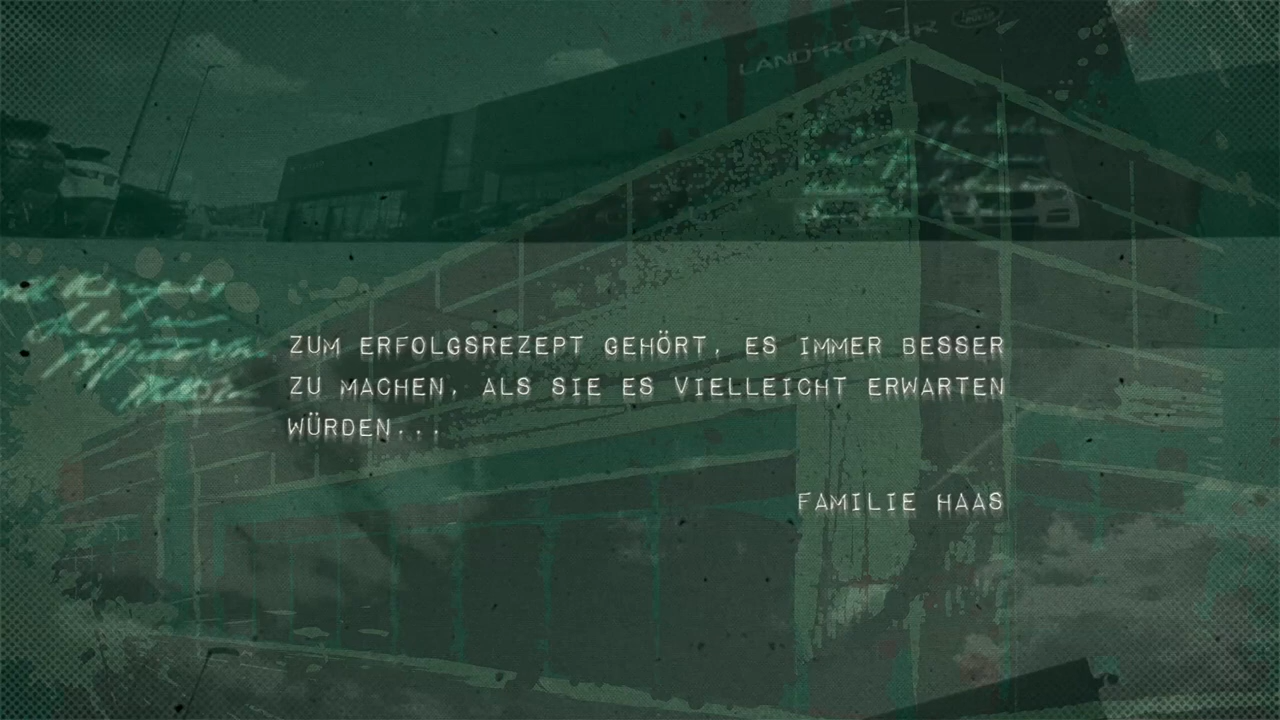 LAND ROVER
ZUM ERFOLGSREZEPT GEHÖRT, ES IMMER BESSER
ZU MACHEN, ALS SIE ES VIELLEICHT ERWARTEN
WÜRDEN...
FAMILIE HAAS